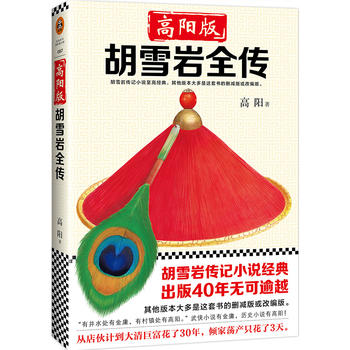 高阳版
胡雪岩全传
胡雪岩传记小说至高经典，其他版本大多是这套书的删减版或改编版。
高 阳 著
高阳版
胡雪岩全传
高 阳 著
胡雪岩传记小说经典
出版40年无可逾越
其他版本大多是这套书的删减版或改编版。
“有井水处有金庸，有村镇处有高阳。”武侠小说有金庸，历史小说有高阳！
从店伙计到大清巨富花了30年，倾家荡产只花了3天。